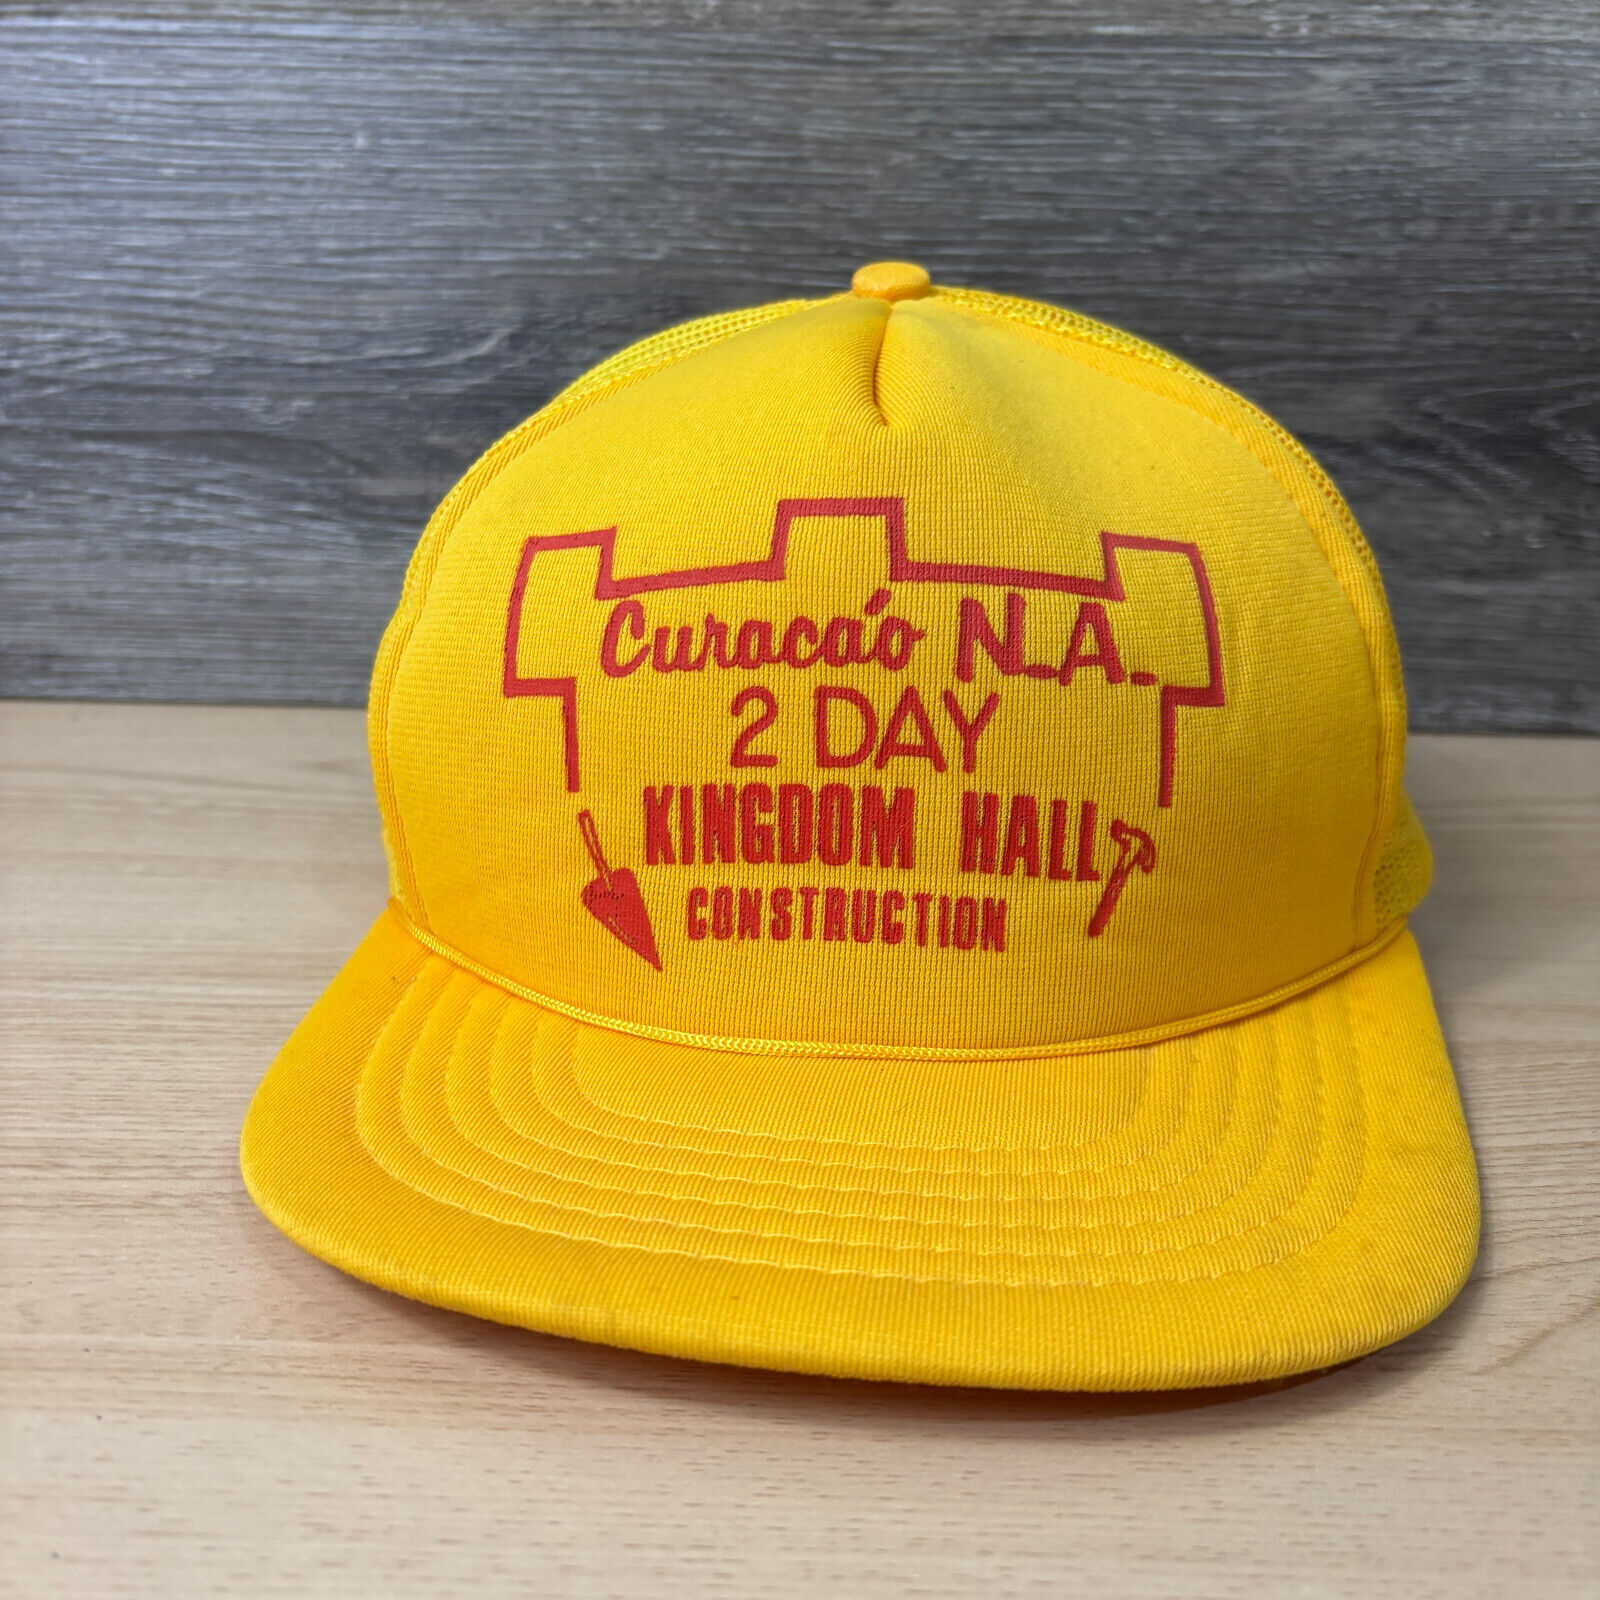 Curaca'o N.A.
2 DAY
KINGDOM HALL
CONSTRUCTION